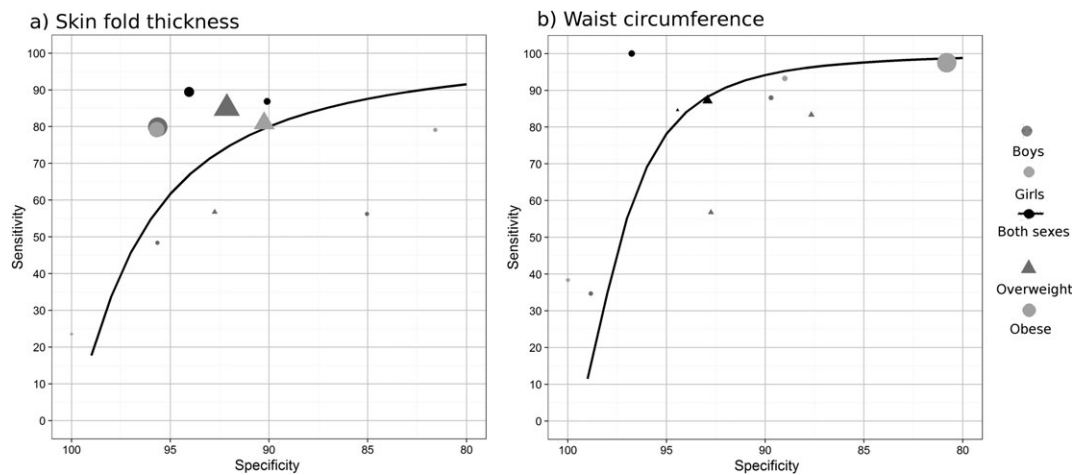 a) Skin fold thickness
100
90
80
70
60
50
40
30
20
10
0
Sensitivity
100
95
90
85
80
Specificity
b) Waist circumference
100
90
80
70
60
50
40
30
20
10
0
Sensitivity
100
95
90
85
80
Specificity
Boys
Girls
Both sexes
Overweight
Obese